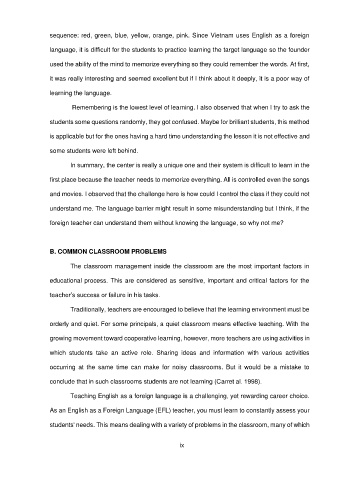 sequence: red, green, blue, yellow, orange, pink. Since Vietnam uses English as a foreign
language, it is difficult for the students to practice learning the target language so the founder
used the ability of the mind to memorize everything so they could remember the words. At first,
it was really interesting and seemed excellent but if I think about it deeply, It is a poor way of
learning the language.
Remembering is the lowest level of learning. I also observed that when I try to ask the
students some questions randomly, they got confused. Maybe for brilliant students, this method
is applicable but for the ones having a hard time understanding the lesson it is not effective and
some students were left behind.
In summary, the center is really a unique one and their system is difficult to learn in the
first place because the teacher needs to memorize everything. All is controlled even the songs
and movies. I observed that the challenge here is how could I control the class if they could not
understand me. The language barrier might result in some misunderstanding but I think, if the
foreign teacher can understand them without knowing the language, so why not me?
B. COMMON CLASSROOM PROBLEMS
The classroom management inside the classroom are the most important factors in
educational process. This are considered as sensitive, important and critical factors for the
teacher's success or failure in his tasks.
Traditionally, teachers are encouraged to believe that the learning environment must be
orderly and quiet. For some principals, a quiet classroom means effective teaching. With the
growing movement toward cooperative learning, however, more teachers are using activities in
which students take an active role. Sharing ideas and information with various activities
occurring at the same time can make for noisy classrooms. But it would be a mistake to
conclude that in such classrooms students are not learning (Carret al. 1998).
Teaching English as a foreign language is a challenging, yet rewarding career choice.
As an English as a Foreign Language (EFL) teacher, you must learn to constantly assess your
students' needs. This means dealing with a variety of problems in the classroom, many of which
ix